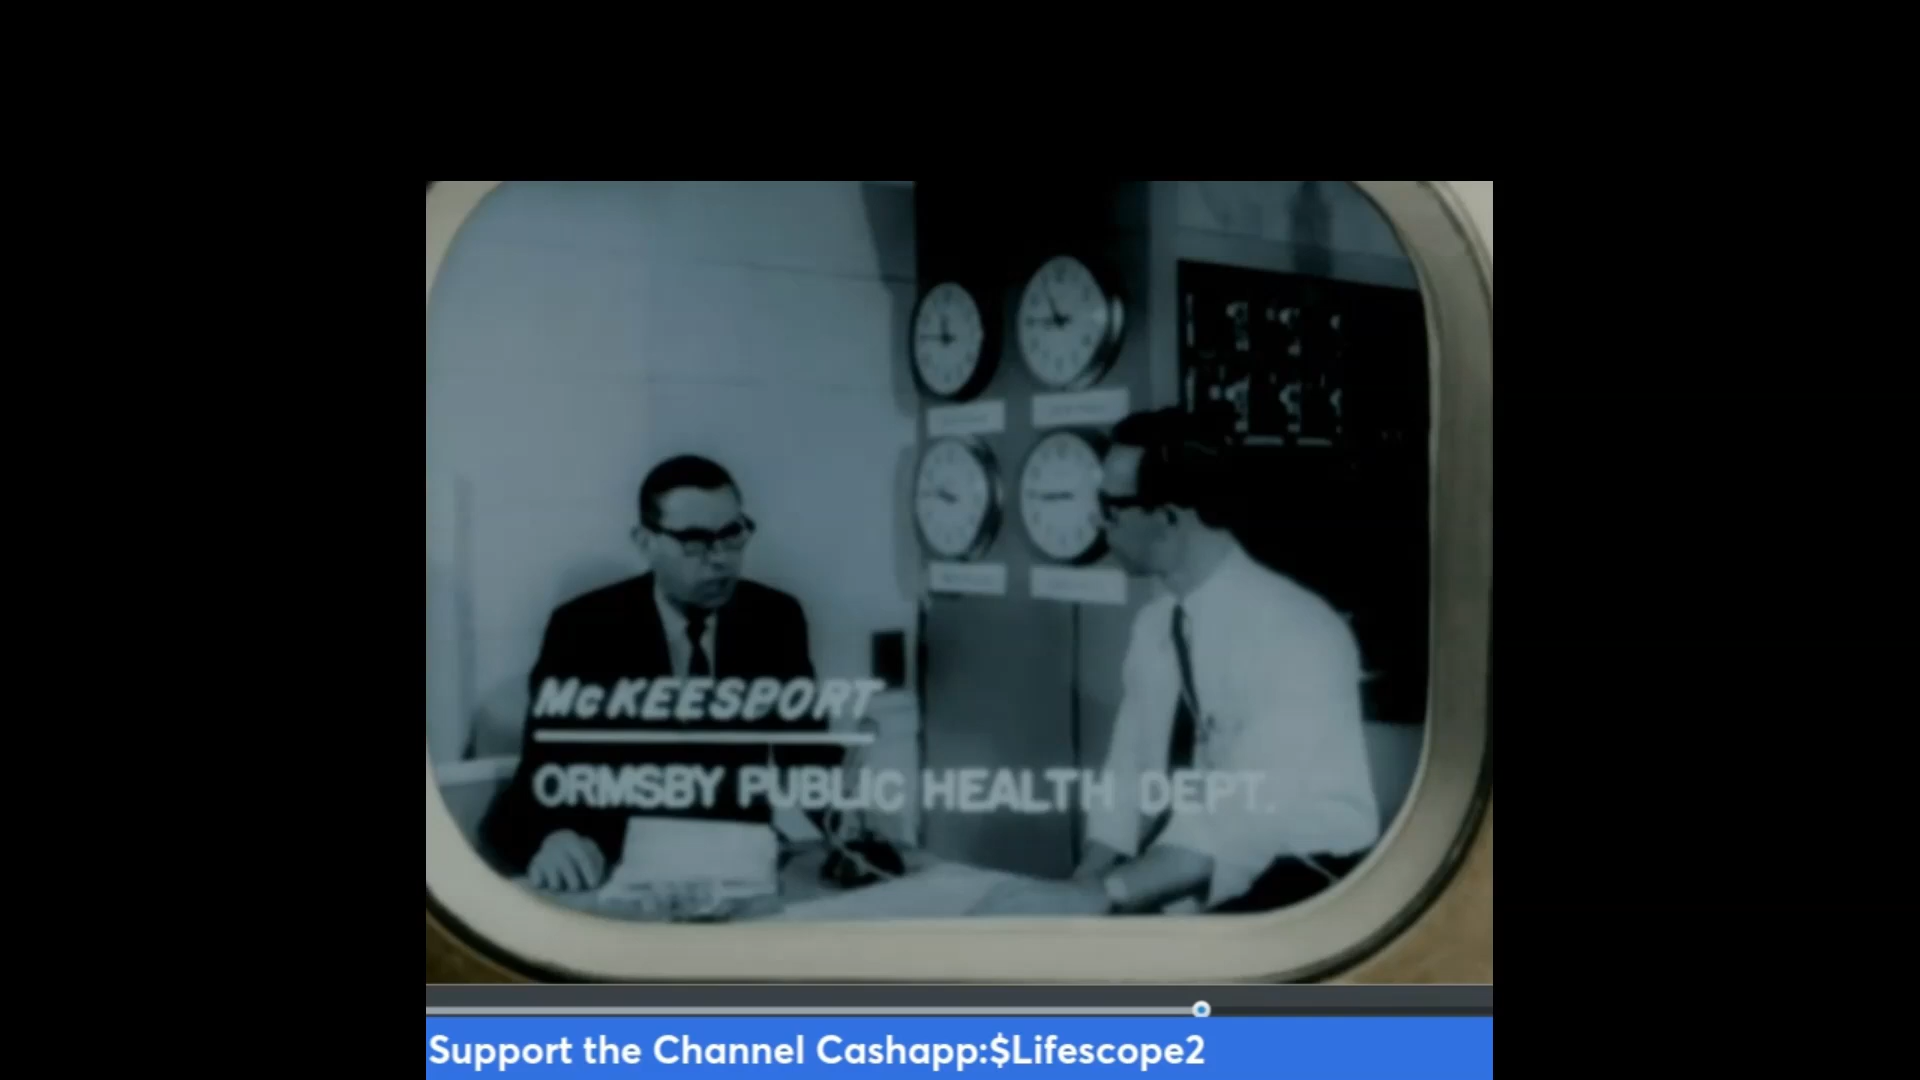 McKEESPORT
ORMSBY PUBLIC HEALTH DEPT.
Support the Channel Cashapp:$Lifescope2